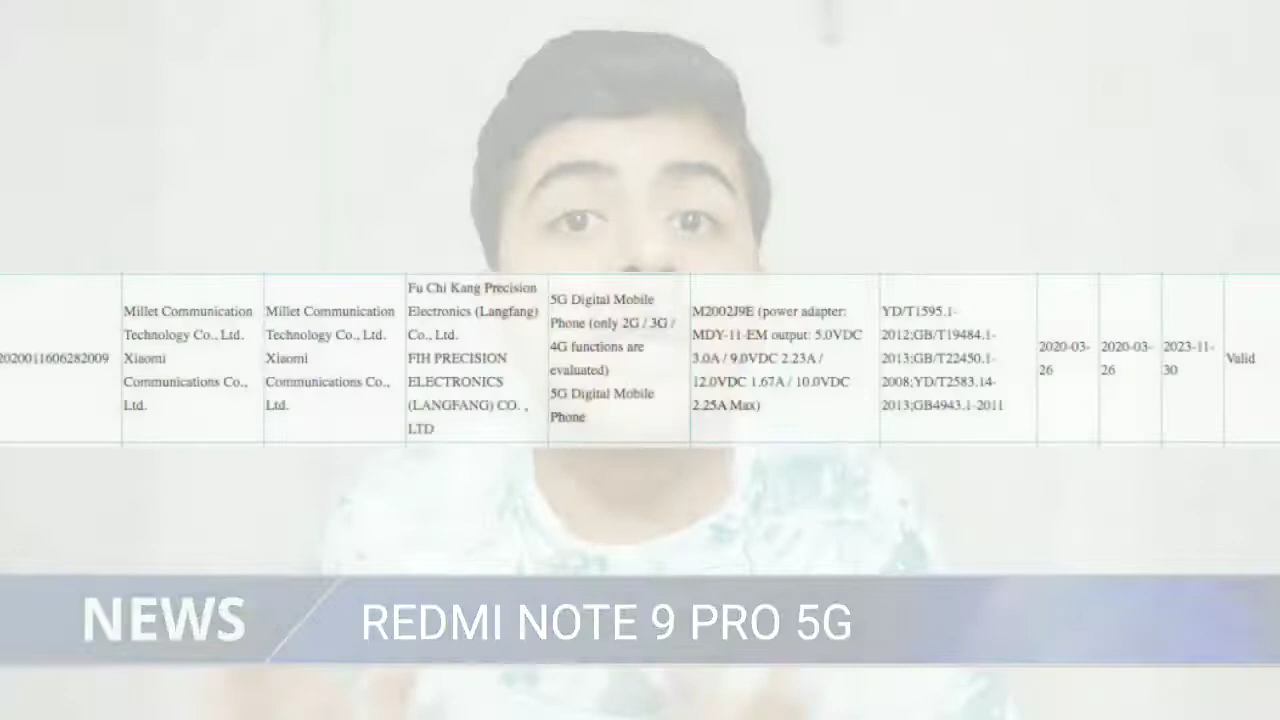 2020011606282009
Millet Communication
Technology Co., Ltd.
Xiaomi
Communications Co.,
Ltd.
Millet Communication
Technology Co., Ltd.
Xiaomi
Communications Co.,
Ltd.
Fu Chi Kang Precision
Electronics (Langfang)
Co., Ltd.
FIH PRECISION
ELECTRONICS
(LANGFANG) CO. ,
LTD
5G Digital Mobile
Phone (only 2G / 3G /
4G functions are
evaluated)
5G Digital Mobile
Phone
M2002J9E (power adapter:
MDY-11-EM output: 5.0VDC
3.0A / 9.0VDC 2.23A /
12.0VDC 1.67A / 10.0VDC
2.25A Max)
YD/T1595.1-
2012;GB/T19484.1-
2013;GB/T22450.1-
2008;YD/T2583.14-
2013;GB4943.1-2011
2020-03-
26
2020-03-
26
2023-11-
30
Valid
NEWS
REDMI NOTE 9 PRO 5G